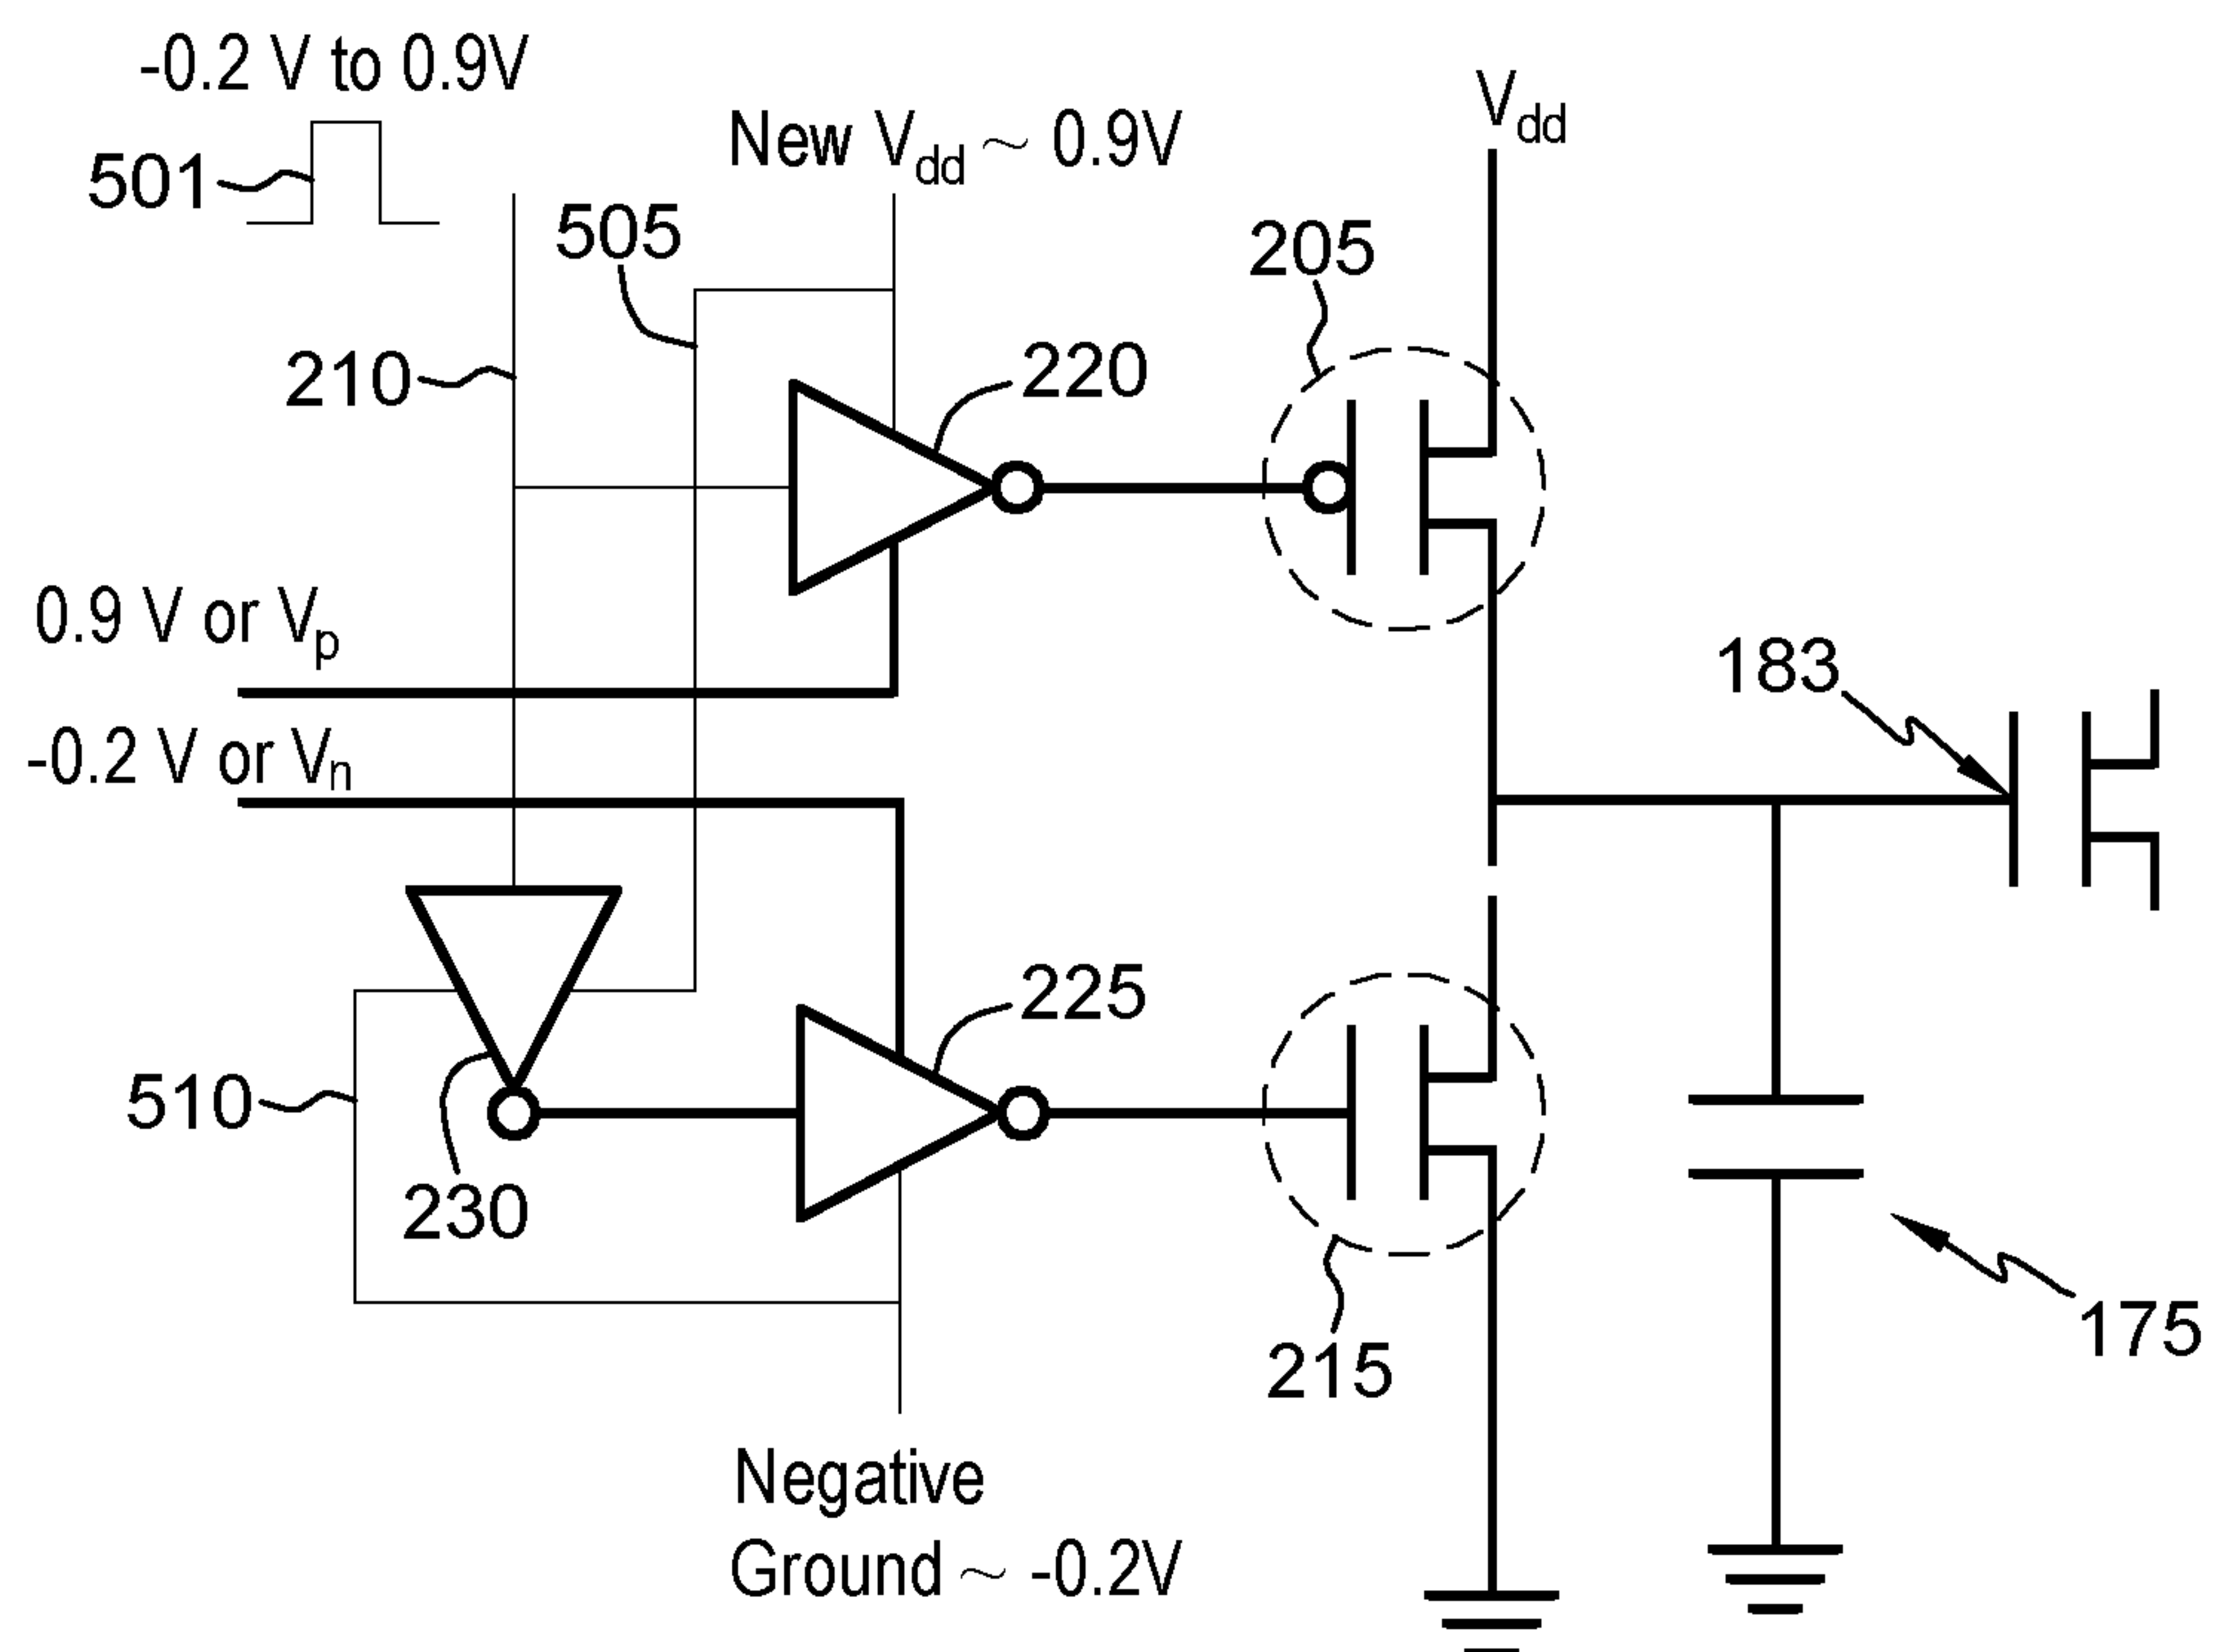 -0.2 V to 0.9V
501
New Vdd ~ 0.9V
Vdd
505
205
210
220
0.9 V or Vp
183
-0.2 V or Vn
225
510
230
215
175
Negative
Ground ~ -0.2V